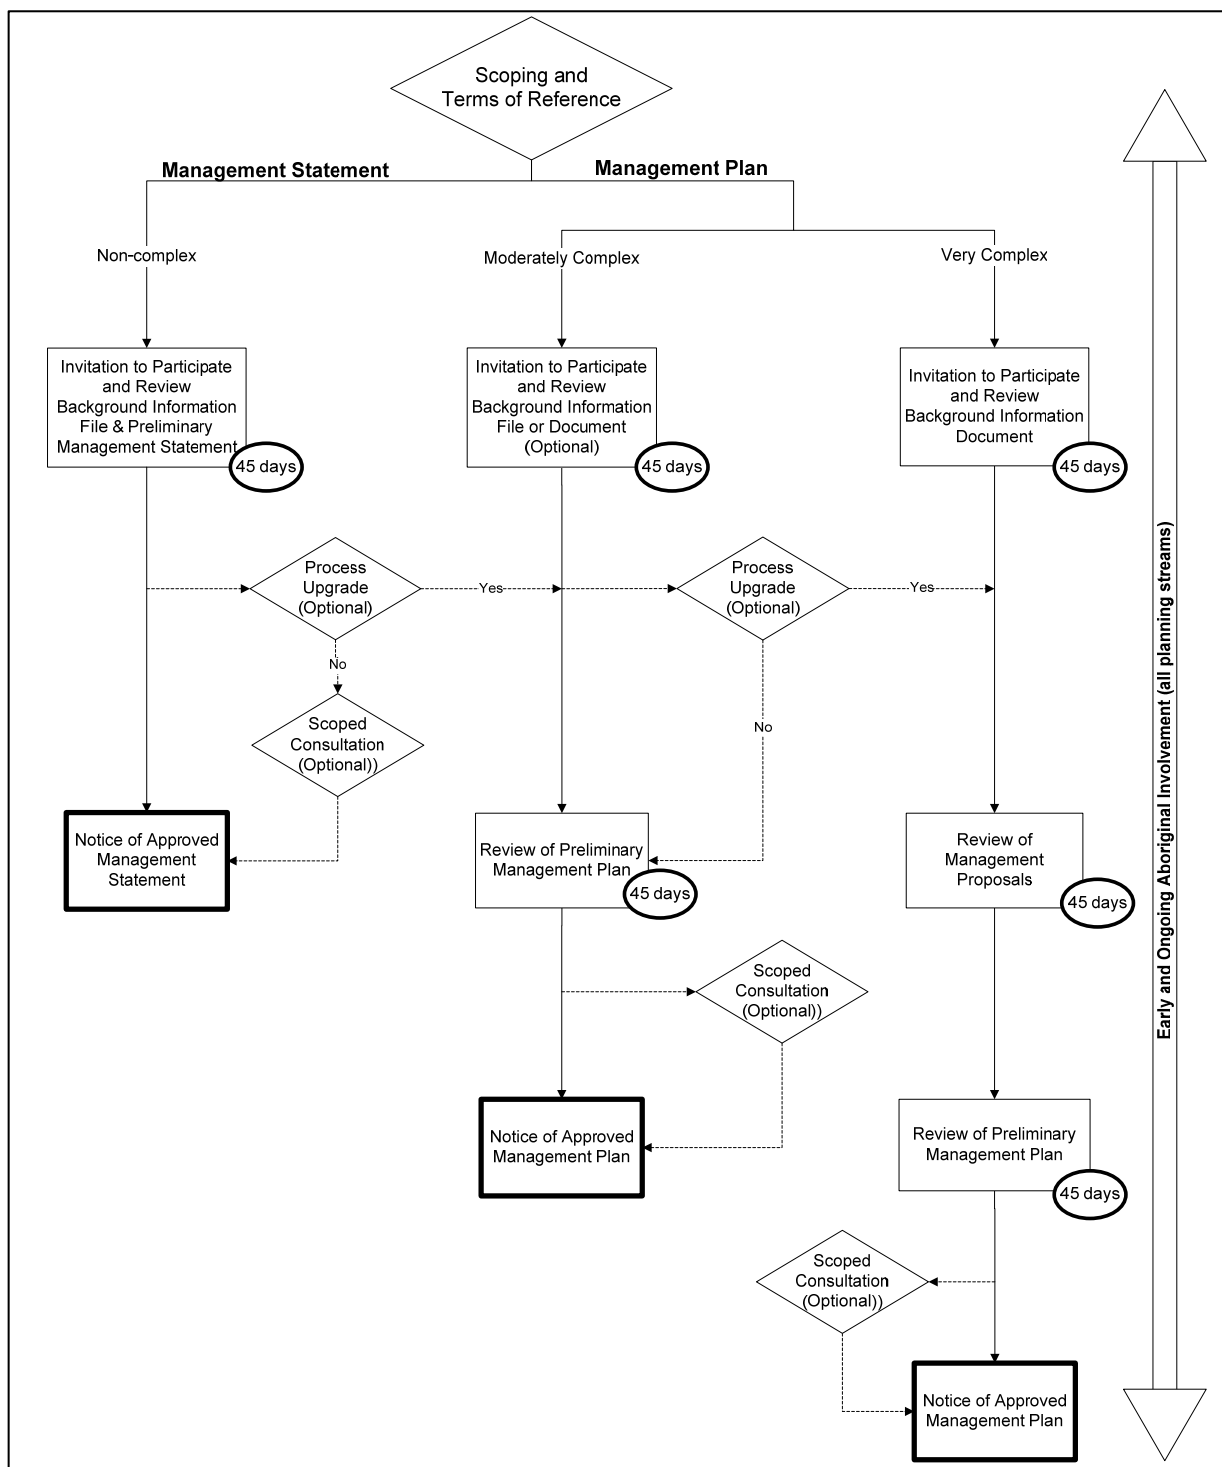 Scoping and
Terms of Reference
Management Statement
Management Plan
Non-complex
Moderately Complex
Very Complex
Invitation to Participate
and Review
Background Information
File & Preliminary
Management Statement
45 days
Invitation to Participate
and Review
Background Information
File or Document
(Optional)
45 days
Invitation to Participate
and Review
Background Information
Document
45 days
Process
Upgrade
(Optional)
Yes
No
Process
Upgrade
(Optional)
Yes
No
Scoped
Consultation
(Optional))
Notice of Approved
Management
Statement
Review of Preliminary
Management Plan
45 days
Review of
Management
Proposals
45 days
Scoped
Consultation
(Optional))
Notice of Approved
Management Plan
Review of Preliminary
Management Plan
45 days
Scoped
Consultation
(Optional))
Notice of Approved
Management Plan
Early and Ongoing Aboriginal Involvement (all planning streams)